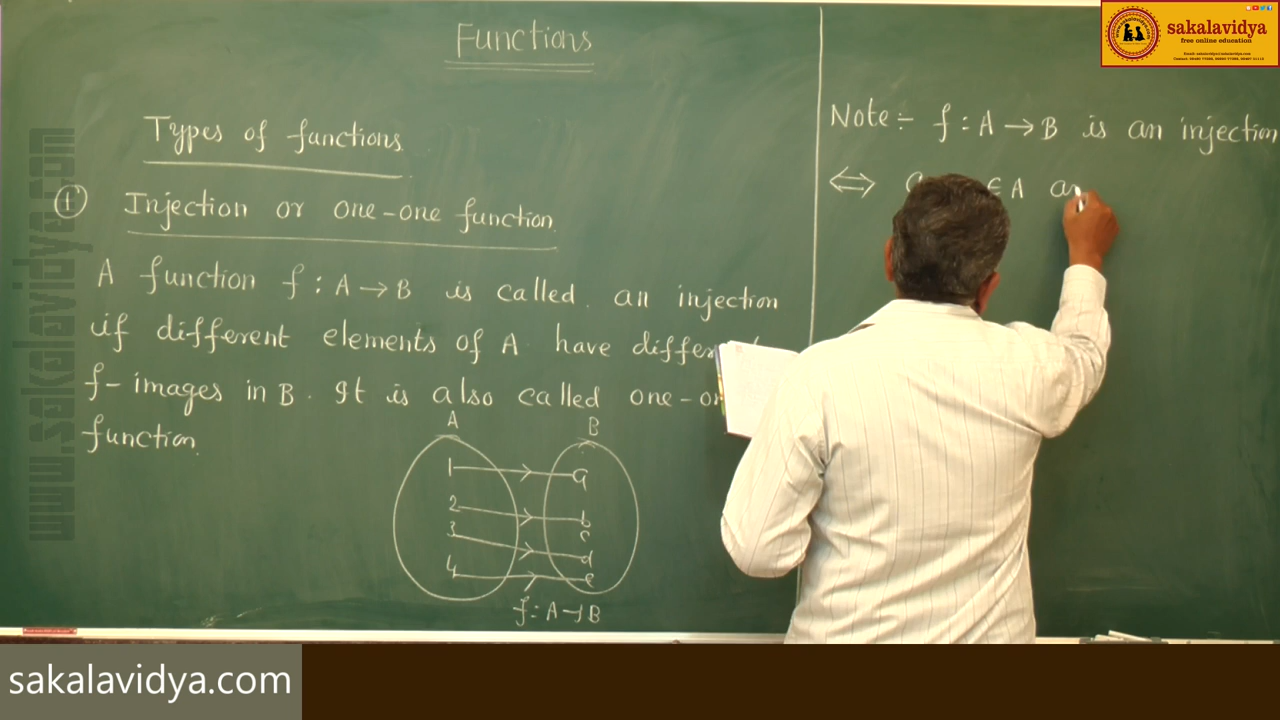 Functions
Types of functions
1 Injection or one-one function.
A function f : A → B is called an injection
if different elements of A have
f-images in B. It is also called
function.
A B
1 a
2 b
3 c
d
4 e
f : A → B
Note :- f : A → B is an injection
⇔ ∈ A
sakalavidya
free online education
www.sakalavidya.com
sakalavidya.com